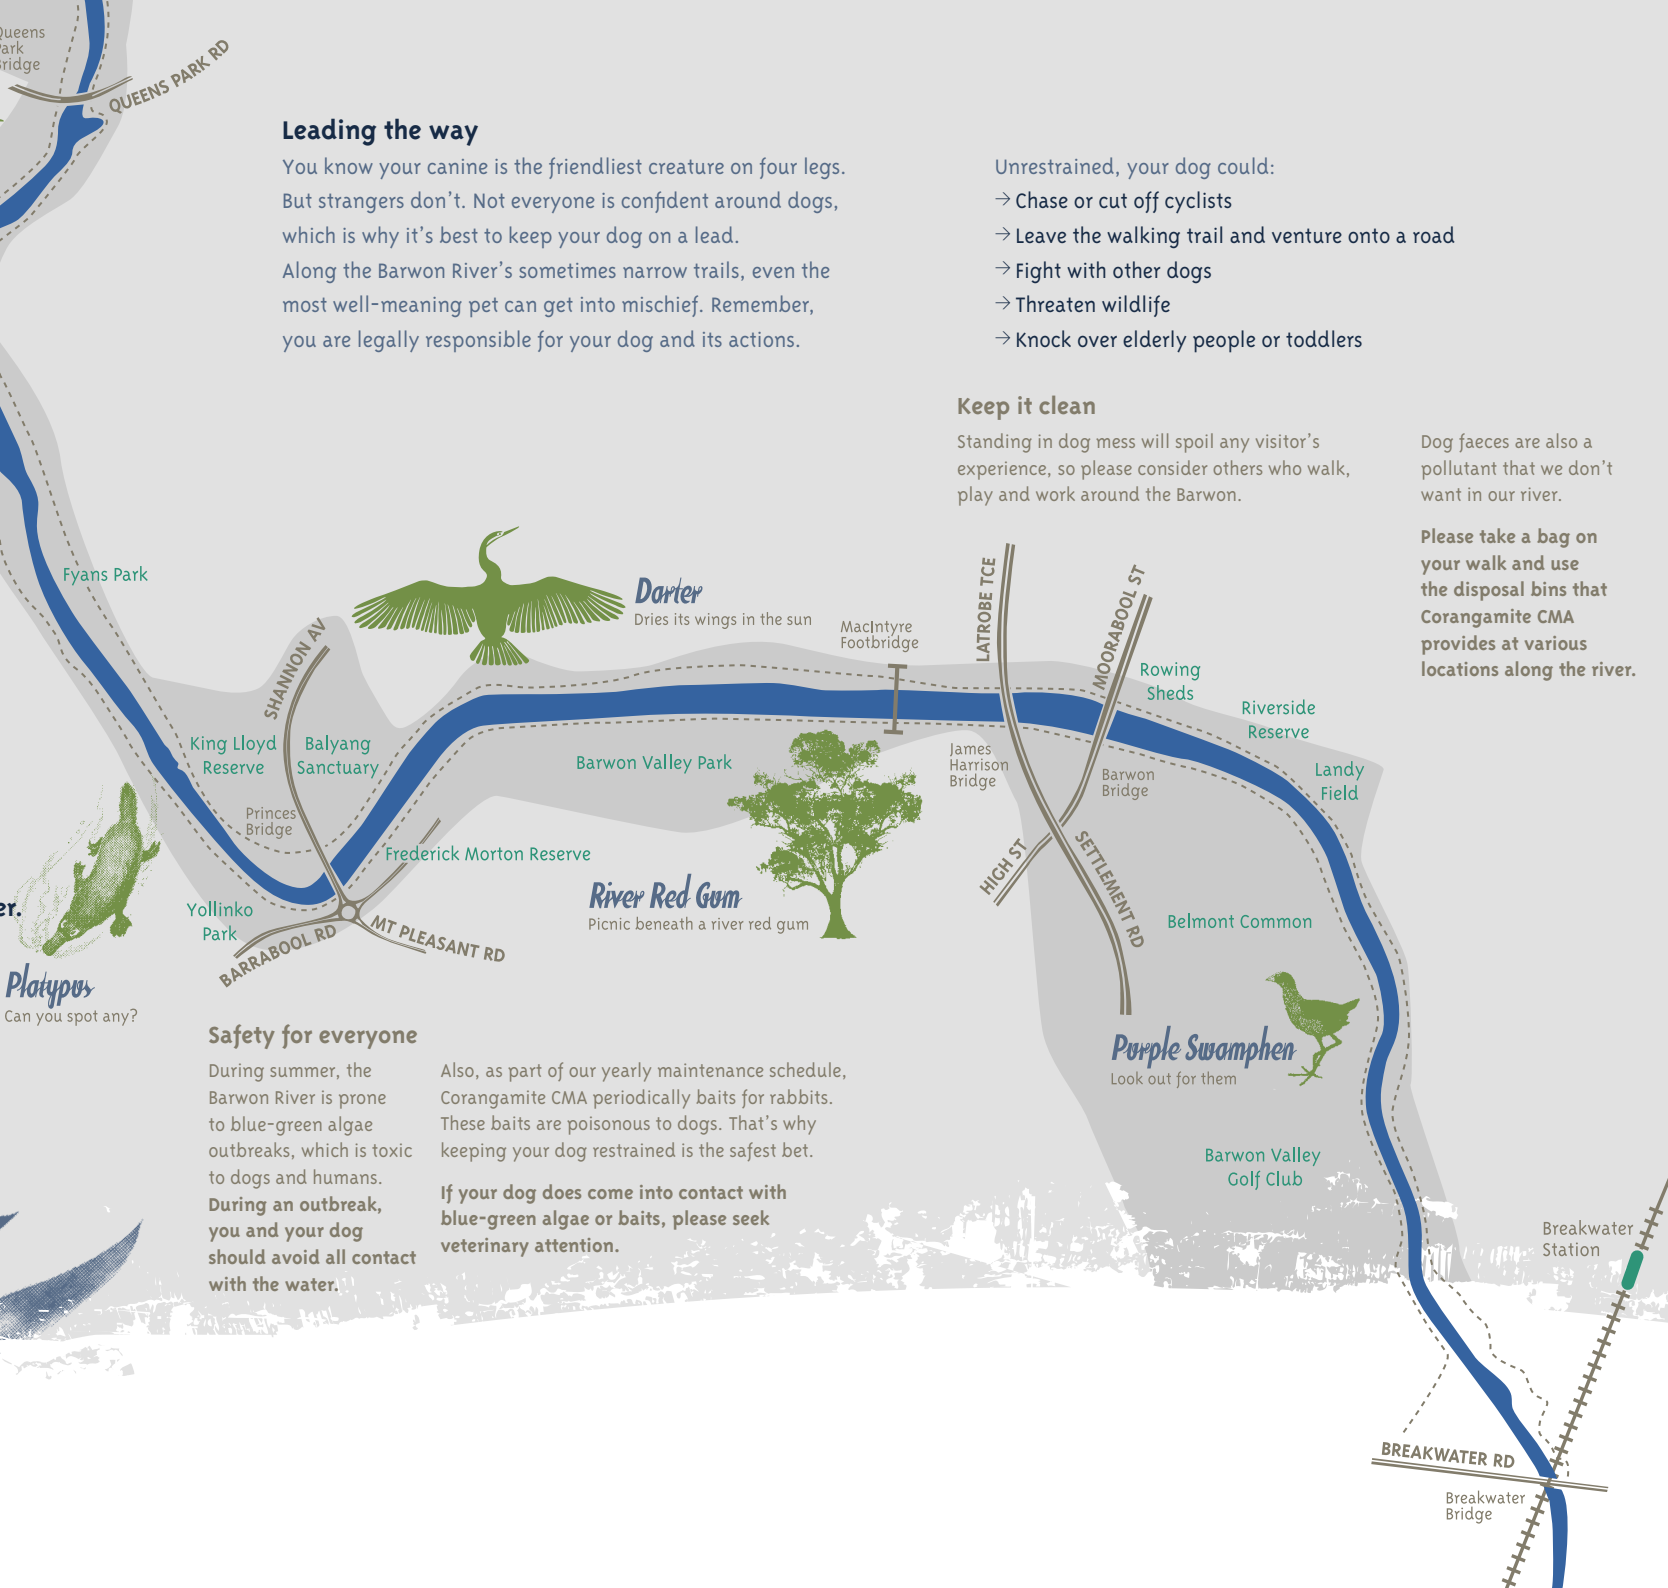 Queens
Park
Bridge
QUEENS PARK RD
Leading the way
You know your canine is the friendliest creature on four legs.
But strangers don't. Not everyone is confident around dogs,
which is why it's best to keep your dog on a lead.
Along the Barwon River's sometimes narrow trails, even the
most well-meaning pet can get into mischief. Remember,
you are legally responsible for your dog and its actions.
Unrestrained, your dog could:
→ Chase or cut off cyclists
→ Leave the walking trail and venture onto a road
→ Fight with other dogs
→ Threaten wildlife
→ Knock over elderly people or toddlers
Keep it clean
Standing in dog mess will spoil any visitor's
experience, so please consider others who walk,
play and work around the Barwon.
Dog faeces are also a
pollutant that we don't
want in our river.
Please take a bag on
your walk and use
the disposal bins that
Corangamite CMA
provides at various
locations along the river.
Fyans Park
Darter
Dries its wings in the sun
MacIntyre
Footbridge
LATROBE TCE
MOORABOOL ST
Rowing
Sheds
Riverside
Reserve
Landy
Field
SHANNON AV
King Lloyd
Reserve
Balyang
Sanctuary
Barwon Valley Park
James
Harrison
Bridge
Barwon
Bridge
Princes
Bridge
Frederick Morton Reserve
HIGH ST
SETTLEMENT RD
River Red Gum
Picnic beneath a river red gum
er.
Yollinko
Park
BARRABOOL RD
MT PLEASANT RD
Belmont Common
Platypus
Can you spot any?
Purple Swamphen
Look out for them
Safety for everyone
During summer, the
Barwon River is prone
to blue-green algae
outbreaks, which is toxic
to dogs and humans.
During an outbreak,
you and your dog
should avoid all contact
with the water.
Also, as part of our yearly maintenance schedule,
Corangamite CMA periodically baits for rabbits.
These baits are poisonous to dogs. That's why
keeping your dog restrained is the safest bet.
If your dog does come into contact with
blue-green algae or baits, please seek
veterinary attention.
Barwon Valley
Golf Club
Breakwater
Station
BREAKWATER RD
Breakwater
Bridge